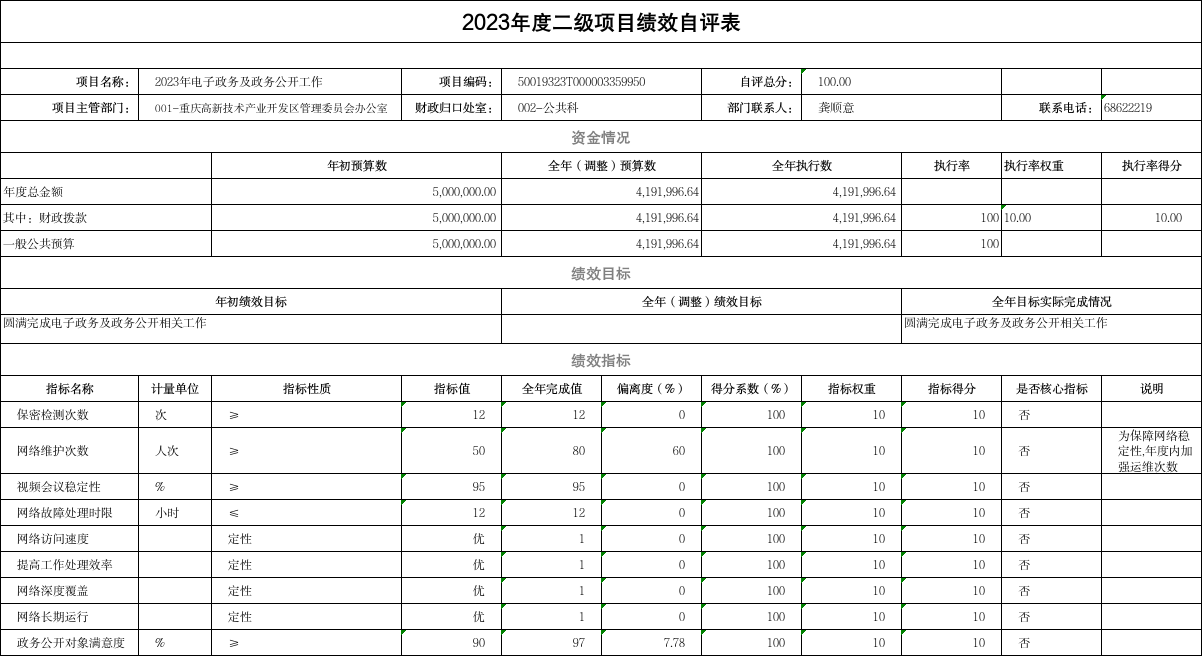 2023年度二级项目绩效自评表
项目名称： 2023年电子政务及政务公开工作 项目编码： 50019323T000003359950 自评总分： 100.00
项目主管部门： 001-重庆高新技术产业开发区管理委员会办公室 财政归口处室： 002-公共科 部门联系人： 龚顺意 联系电话： 68622219
资金情况
年初预算数 全年（调整）预算数 全年执行数 执行率 执行率权重 执行率得分
年度总金额 5,000,000.00 4,191,996.64 4,191,996.64
其中：财政拨款 5,000,000.00 4,191,996.64 4,191,996.64 100 10.00 10.00
一般公共预算 5,000,000.00 4,191,996.64 4,191,996.64 100
绩效目标
年初绩效目标 全年（调整）绩效目标 全年目标实际完成情况
圆满完成电子政务及政务公开相关工作 圆满完成电子政务及政务公开相关工作
绩效指标
指标名称 计量单位 指标性质 指标值 全年完成值 偏离度（%） 得分系数（%） 指标权重 指标得分 是否核心指标 说明
保密检测次数 次 ≥ 12 12 0 100 10 10 否
网络维护次数 人次 ≥ 50 80 60 100 10 10 否 为保障网络稳
定性,年度内加
强运维次数
视频会议稳定性 % ≥ 95 95 0 100 10 10 否
网络故障处理时限 小时 ≤ 12 12 0 100 10 10 否
网络访问速度 定性 优 1 0 100 10 10 否
提高工作处理效率 定性 优 1 0 100 10 10 否
网络深度覆盖 定性 优 1 0 100 10 10 否
网络长期运行 定性 优 1 0 100 10 10 否
政务公开对象满意度 % ≥ 90 97 7.78 100 10 10 否